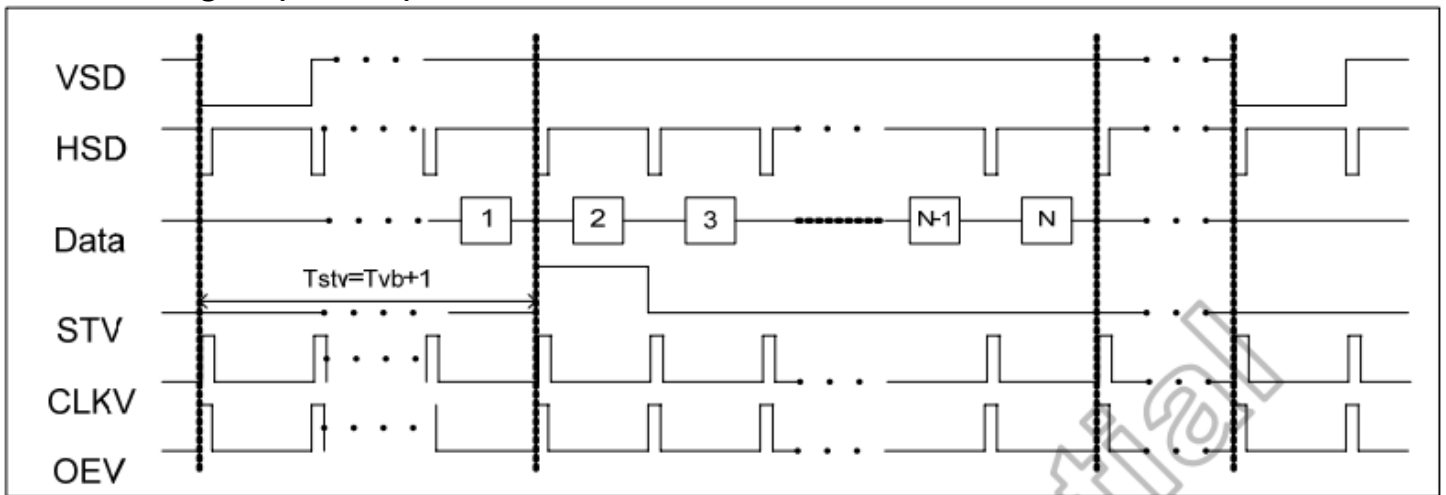 VSD
HSD
Data
1
2
3
N-1
N
Tstv=Tvb+1
STV
CLKV
OEV